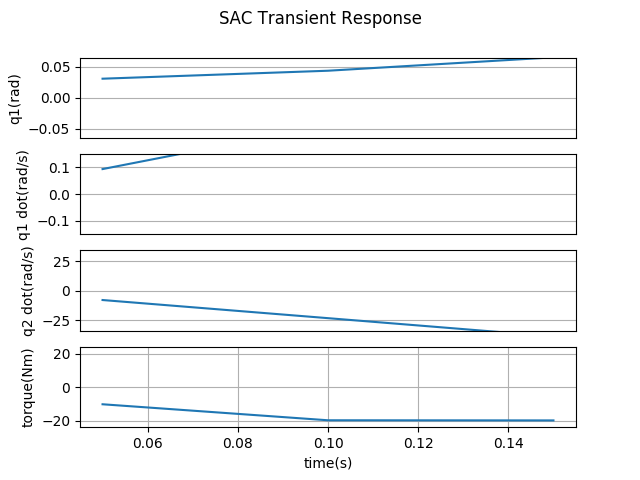 SAC Transient Response
0.05
0.00
−0.05
q1(rad)
0.1
0.0
−0.1
q1 dot(rad/s)
25
0
−25
q2 dot(rad/s)
20
0
−20
torque(Nm)
0.06 0.08 0.10 0.12 0.14
time(s)